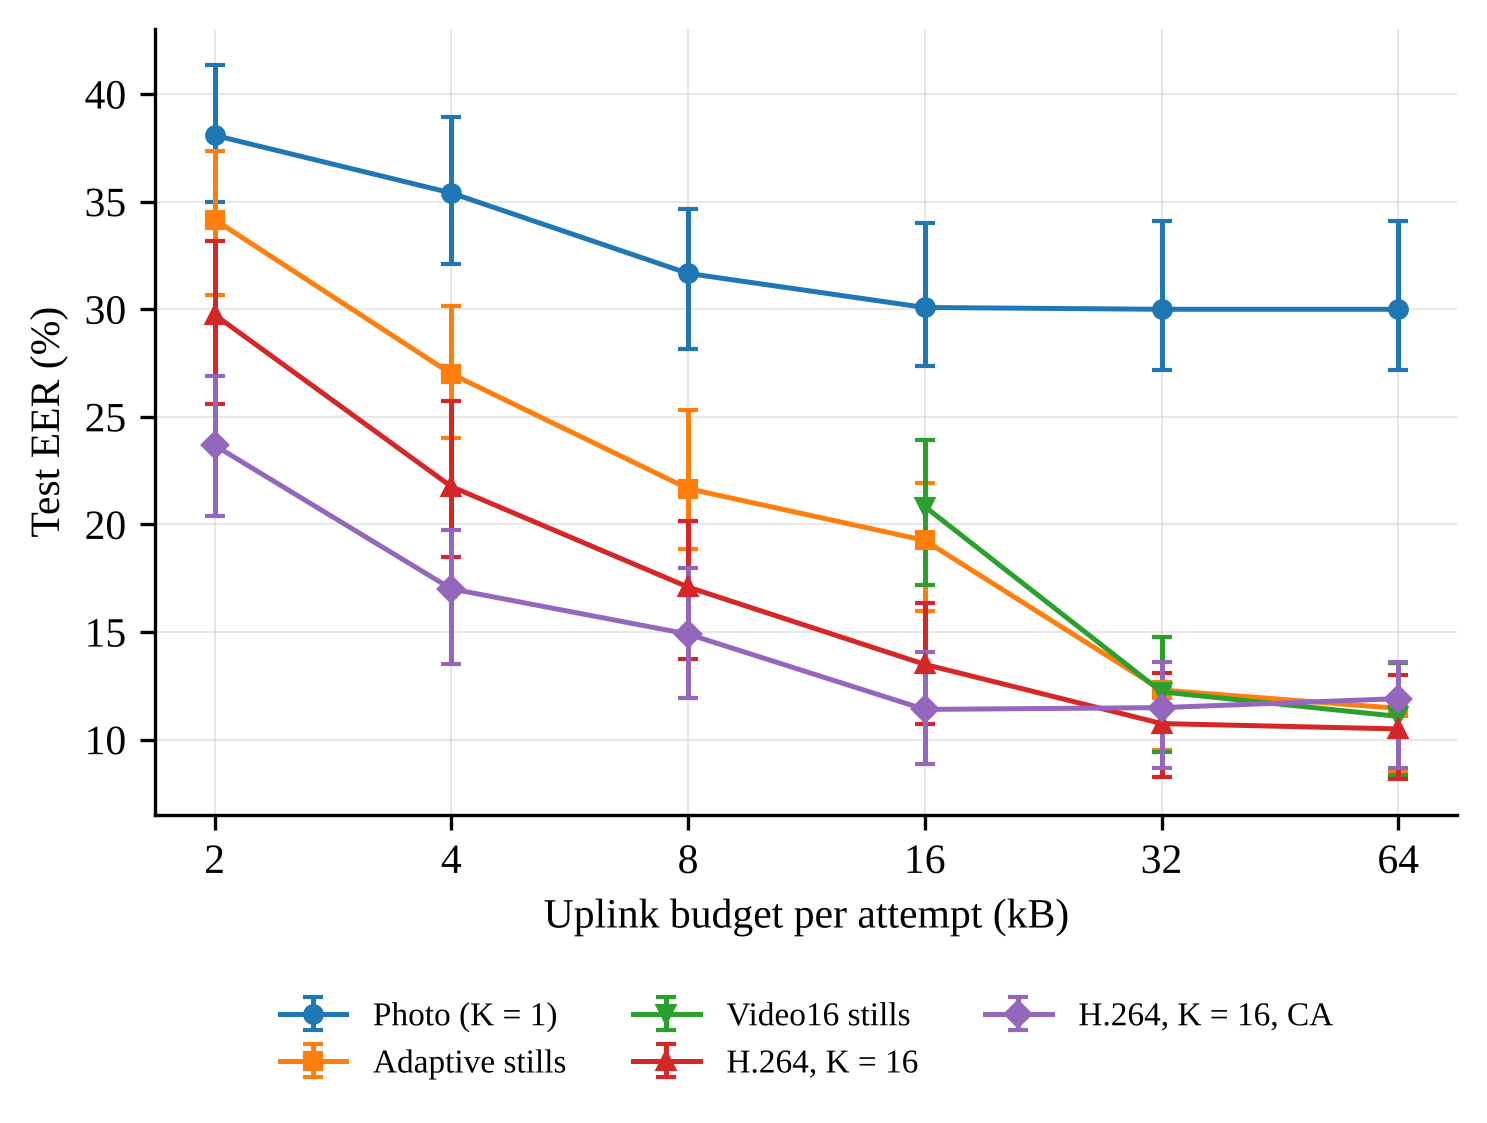 40
35
30
25
20
15
10
Test EER (%)
2 4 8 16 32 64
Uplink budget per attempt (kB)
Photo (K = 1) Video16 stills H.264, K = 16, CA
Adaptive stills H.264, K = 16